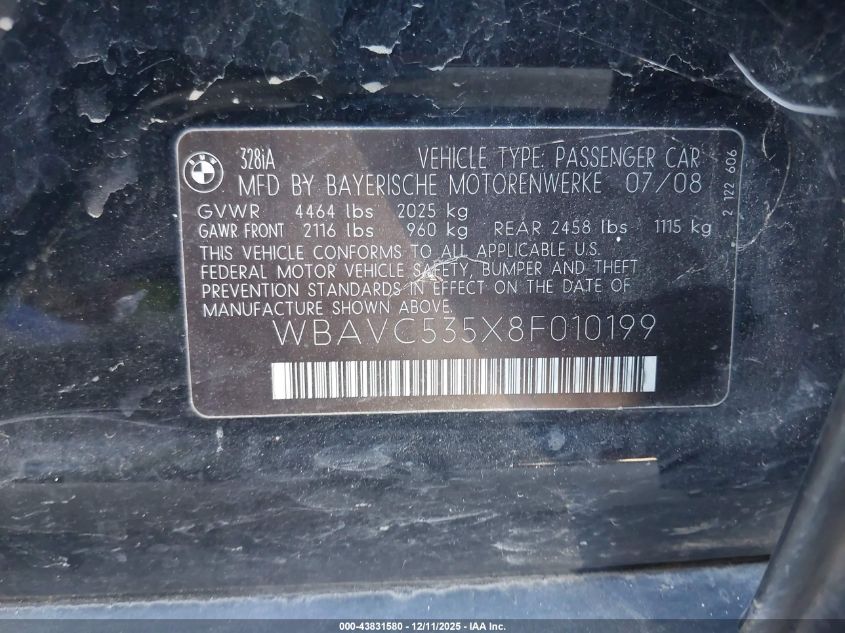 BMW
328iA VEHICLE TYPE: PASSENGER CAR
MFD BY BAYERISCHE MOTORENWERKE 07/08
GVWR 4464 lbs 2025 kg
GAWR FRONT 2116 lbs 960 kg REAR 2458 lbs 1115 kg
THIS VEHICLE CONFORMS TO ALL APPLICABLE U.S.
FEDERAL MOTOR VEHICLE SAFETY, BUMPER AND THEFT
PREVENTION STANDARDS IN EFFECT ON THE DATE OF
MANUFACTURE SHOWN ABOVE.
WBAVC535X8F010199
2 122 606
000-43831580 - 12/11/2025 - IAA Inc.